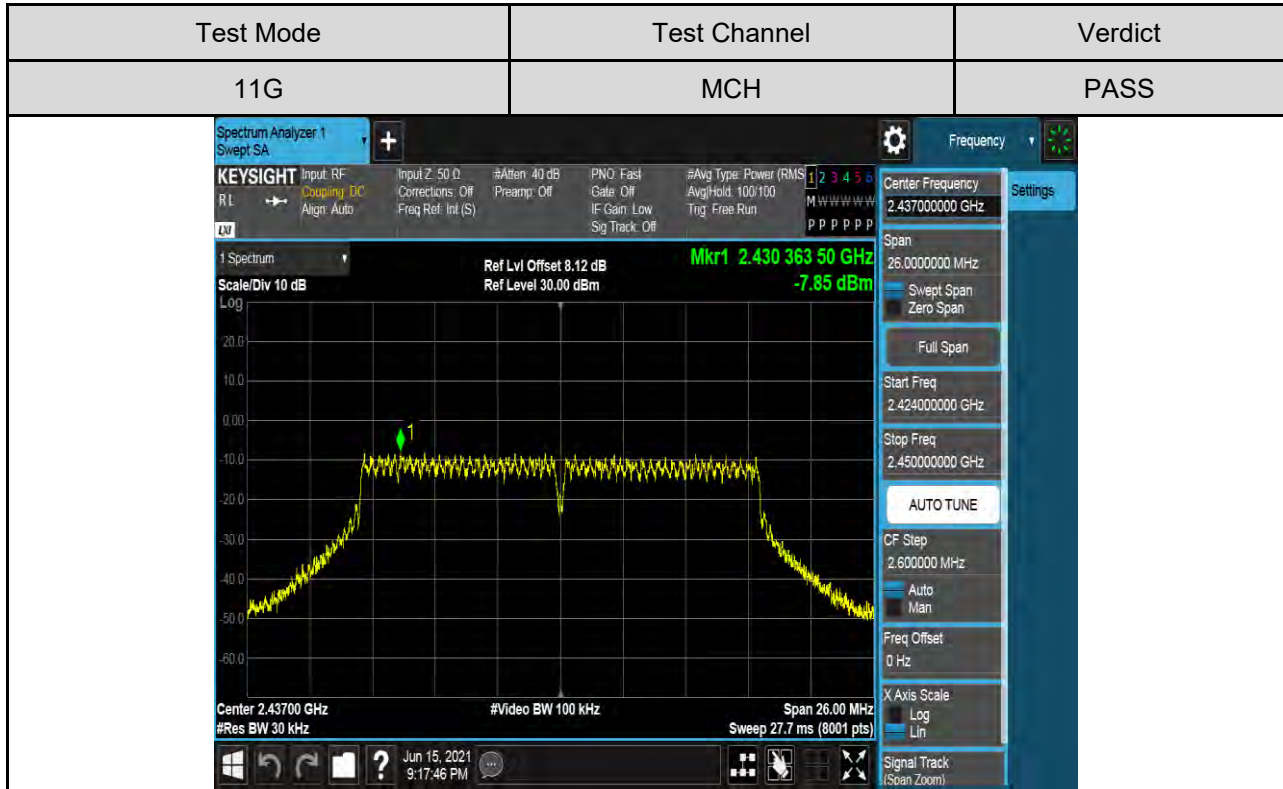 Test Mode Test Channel Verdict
11G MCH PASS
Spectrum Analyzer 1
Swept SA
+
Frequency
KEYSIGHT Input: RF Input Z: 50 Ω #Atten: 40 dB PNO: Fast #Avg Type: Power (RMS 1 2 3 4 5 6
RL Coupling: DC Corrections: Off Preamp: Off Gate: Off Avg|Hold: 100/100 M W W W W W
Align: Auto Freq Ref: Int (S) IF Gain: Low Trig: Free Run
LXI Sig Track: Off P P P P P P
1 Spectrum
Scale/Div 10 dB
Ref Lvl Offset 8.12 dB
Ref Level 30.00 dBm
Mkr1 2.430 363 50 GHz
-7.85 dBm
Log
20.0
10.0
0.00
-10.0
-20.0
-30.0
-40.0
-50.0
-60.0
1
Center 2.43700 GHz #Video BW 100 kHz Span 26.00 MHz
#Res BW 30 kHz Sweep 27.7 ms (8001 pts)
Center Frequency
2.437000000 GHz
Settings
Span
26.0000000 MHz
Swept Span
Zero Span
Full Span
Start Freq
2.424000000 GHz
Stop Freq
2.450000000 GHz
AUTO TUNE
CF Step
2.600000 MHz
Auto
Man
Freq Offset
0 Hz
X Axis Scale
Log
Lin
Signal Track
(Span Zoom)
?
Jun 15, 2021
9:17:46 PM